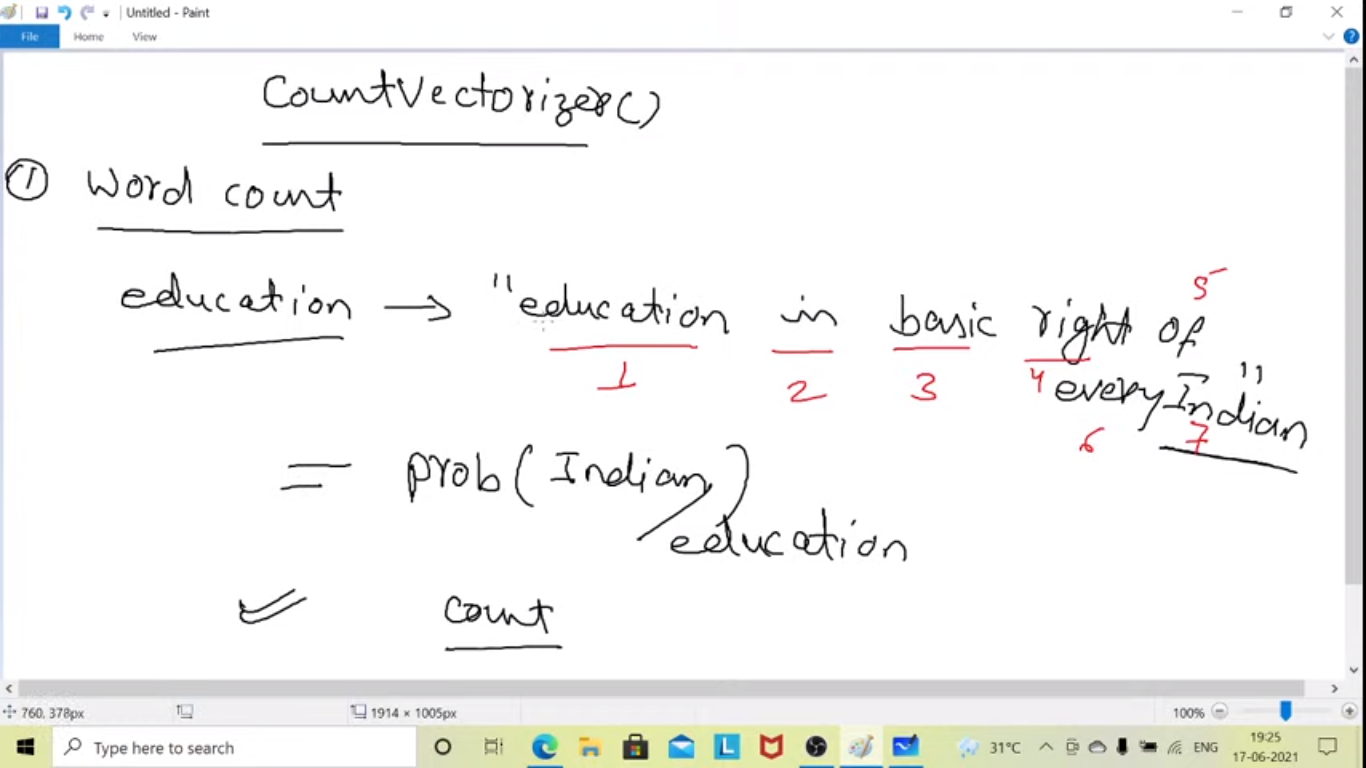 Untitled - Paint
File Home View
CountVectorizer()
1 Word count
education → "education in basic right of
1 2 3 4 5
every Indian"
6 7
= prob(Indian/education)
count
760, 378px 1914 × 1005px 100%
Type here to search 31°C ENG 19:25
17-06-2021